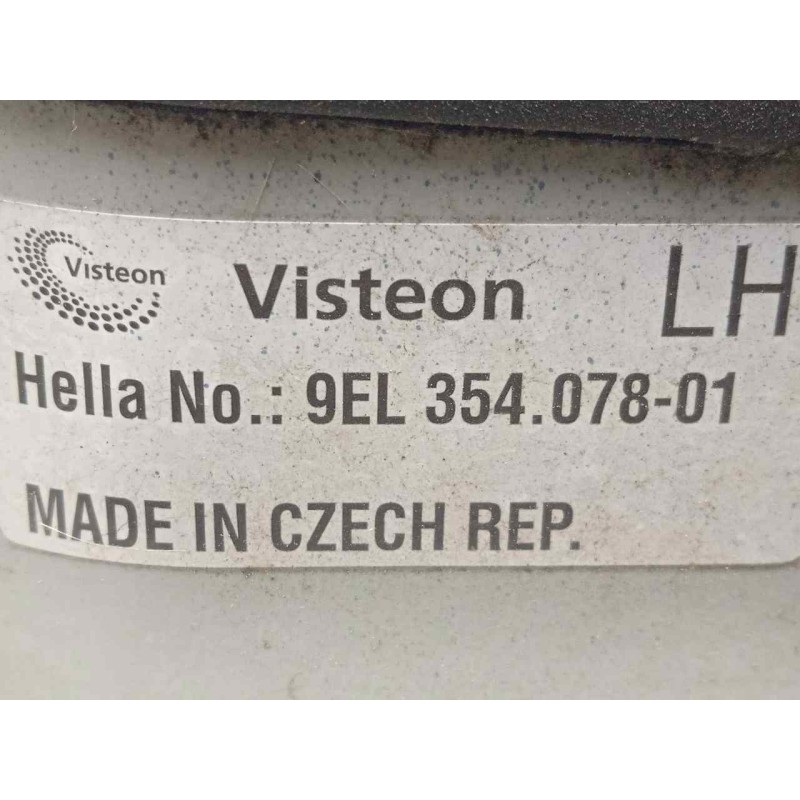 Visteon Visteon LH
Hella No.: 9EL 354.078-01
MADE IN CZECH REP.